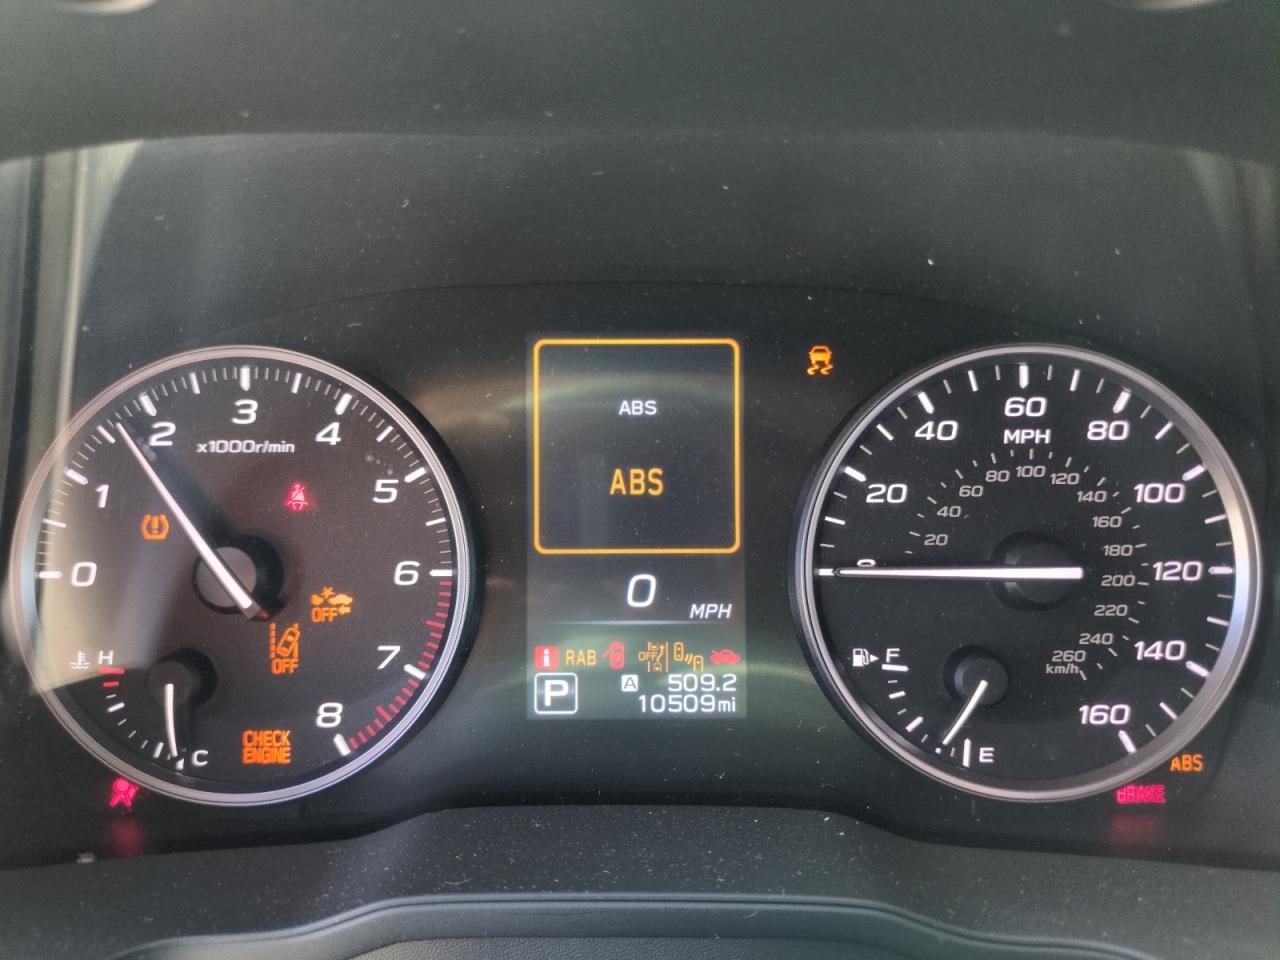 0
1
2
3
4
5
6
7
8
x1000r/min
H
C
OFF
OFF
CHECK
ENGINE
ABS
ABS
0
MPH
i RAB OFF
P
A 509.2
10509mi
20
40
60
80
100
120
140
160
MPH
20
40
60
80
100
120
140
160
180
200
220
240
260
km/h
F
E
ABS
BRAKE